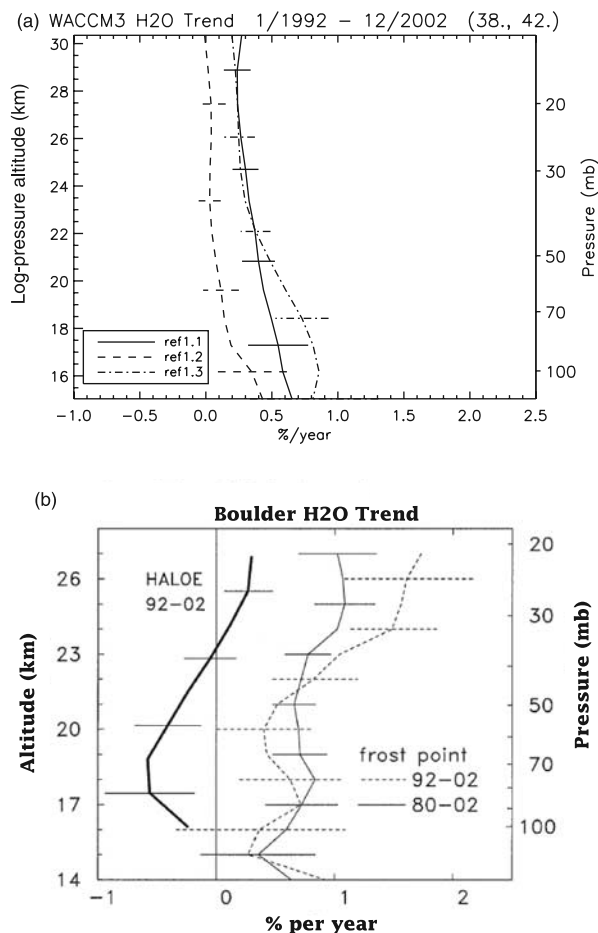 (a) WACCM3 H2O Trend 1/1992 – 12/2002 (38., 42.)
30
28
26
24
22
20
18
16
Log-pressure altitude (km)
20
30
50
70
100
Pressure (mb)
ref1.1
ref1.2
ref1.3
-1.0 -0.5 0.0 0.5 1.0 1.5 2.0 2.5
%/year
(b)
Boulder H2O Trend
HALOE
92-02
26
23
20
17
14
Altitude (km)
20
30
50
70
100
Pressure (mb)
frost point
92-02
80-02
-1 0 1 2
% per year